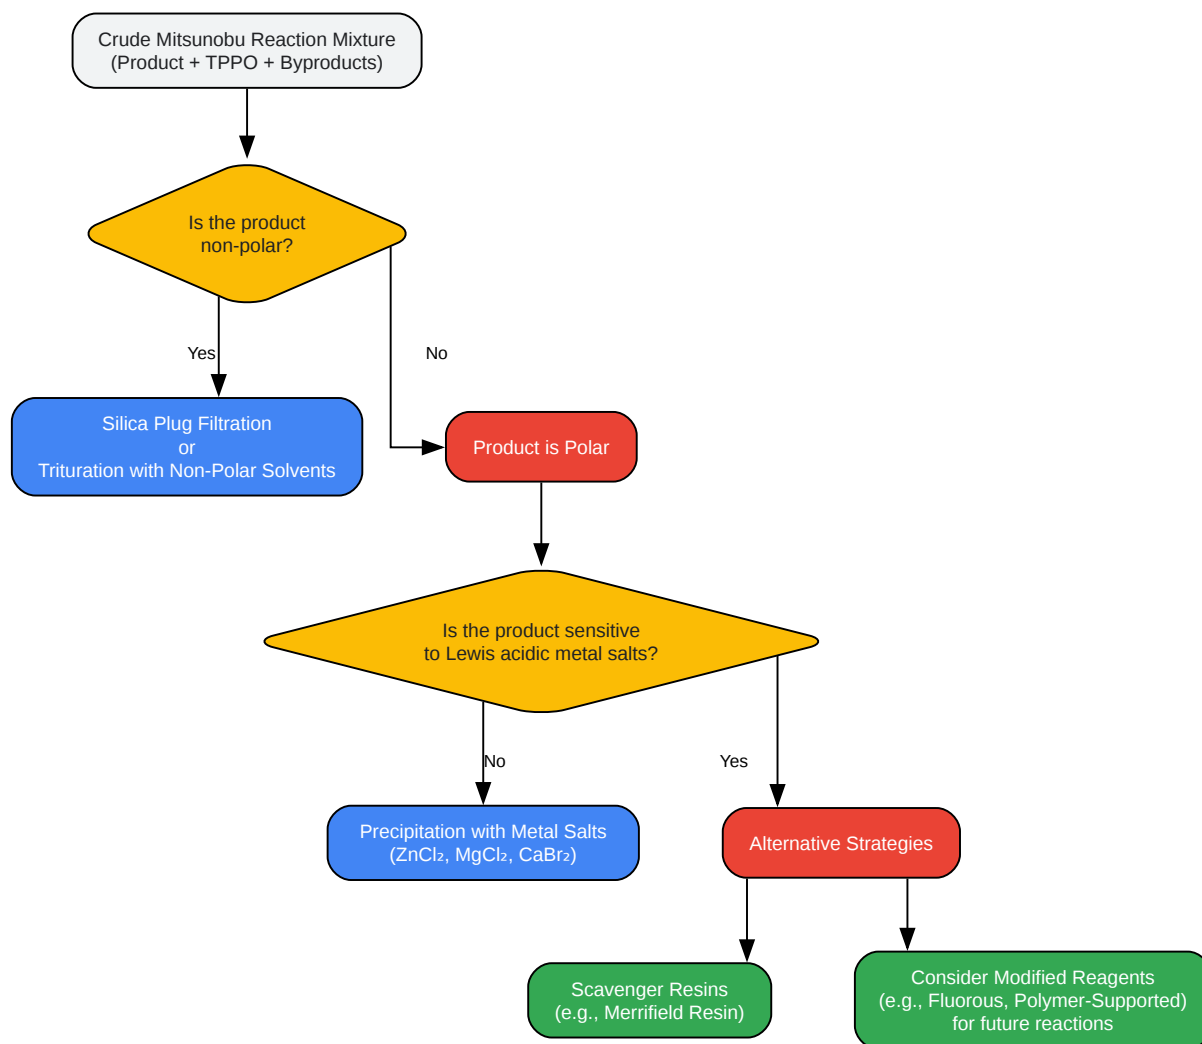 Crude Mitsunobu Reaction Mixture
(Product + TPPO + Byproducts)
Is the product
non-polar?
Yes
No
Silica Plug Filtration
or
Trituration with Non-Polar Solvents
Product is Polar
Is the product sensitive
to Lewis acidic metal salts?
No
Yes
Precipitation with Metal Salts
(ZnCl₂, MgCl₂, CaBr₂)
Alternative Strategies
Scavenger Resins
(e.g., Merrifield Resin)
Consider Modified Reagents
(e.g., Fluorous, Polymer-Supported)
for future reactions